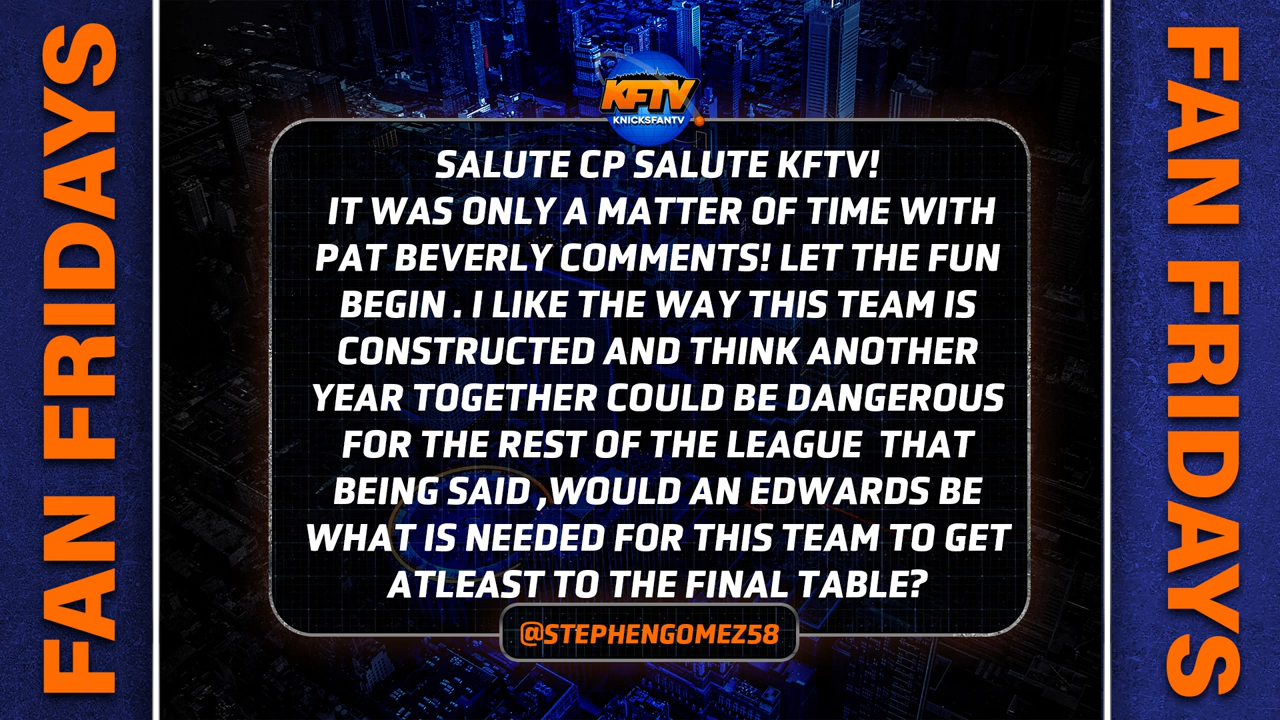 FAN FRIDAYS
KFTV
KNICKSFANTV
SALUTE CP SALUTE KFTV!
IT WAS ONLY A MATTER OF TIME WITH
PAT BEVERLY COMMENTS! LET THE FUN
BEGIN . I LIKE THE WAY THIS TEAM IS
CONSTRUCTED AND THINK ANOTHER
YEAR TOGETHER COULD BE DANGEROUS
FOR THE REST OF THE LEAGUE  THAT
BEING SAID ,WOULD AN EDWARDS BE
WHAT IS NEEDED FOR THIS TEAM TO GET
ATLEAST TO THE FINAL TABLE?
@STEPHENGOMEZ58
FAN FRIDAYS